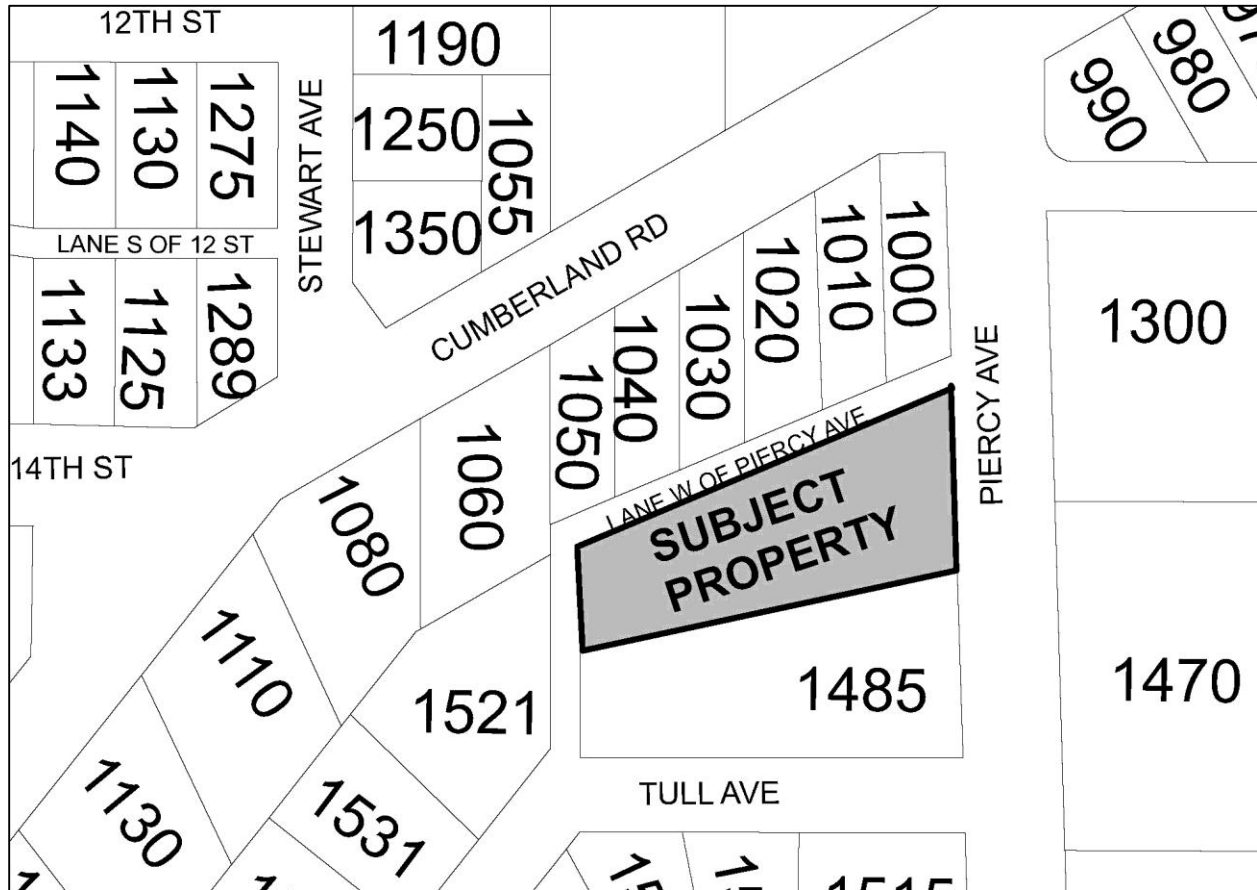 12TH ST
1190
980
990
1140
1130
1275
STEWART AVE
1250
1055
1350
LANE S OF 12 ST
CUMBERLAND RD
1000
1010
1020
1030
1040
1050
1300
1133
1125
1289
PIERCY AVE
14TH ST
1060
LANE W OF PIERCY AVE
SUBJECT
PROPERTY
1080
1110
1521
1485
1470
1130
1531
TULL AVE
1515